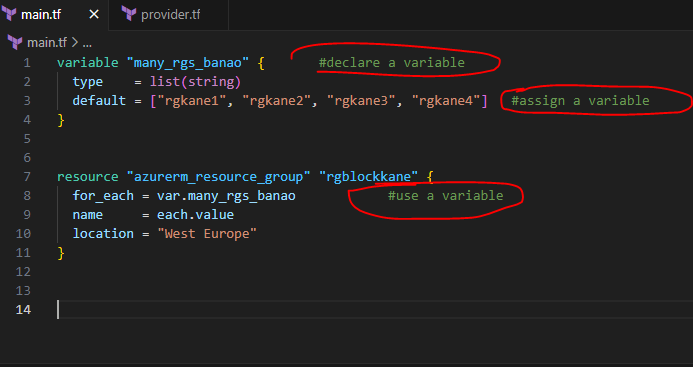 main.tf
provider.tf
main.tf > ...
1 variable "many_rgs_banao" { #declare a variable
2 type = list(string)
3 default = ["rgkane1", "rgkane2", "rgkane3", "rgkane4"] #assign a variable
4 }
5
6
7 resource "azurerm_resource_group" "rgblockkane" {
8 for_each = var.many_rgs_banao #use a variable
9 name = each.value
10 location = "West Europe"
11 }
12
13
14